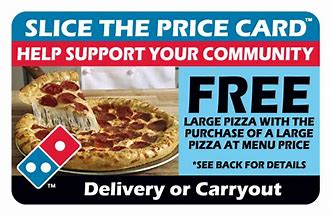 SLICE THE PRICE CARD™
HELP SUPPORT YOUR COMMUNITY
FREE
LARGE PIZZA WITH THE
PURCHASE OF A LARGE
PIZZA AT MENU PRICE
*SEE BACK FOR DETAILS
TM
Delivery or Carryout